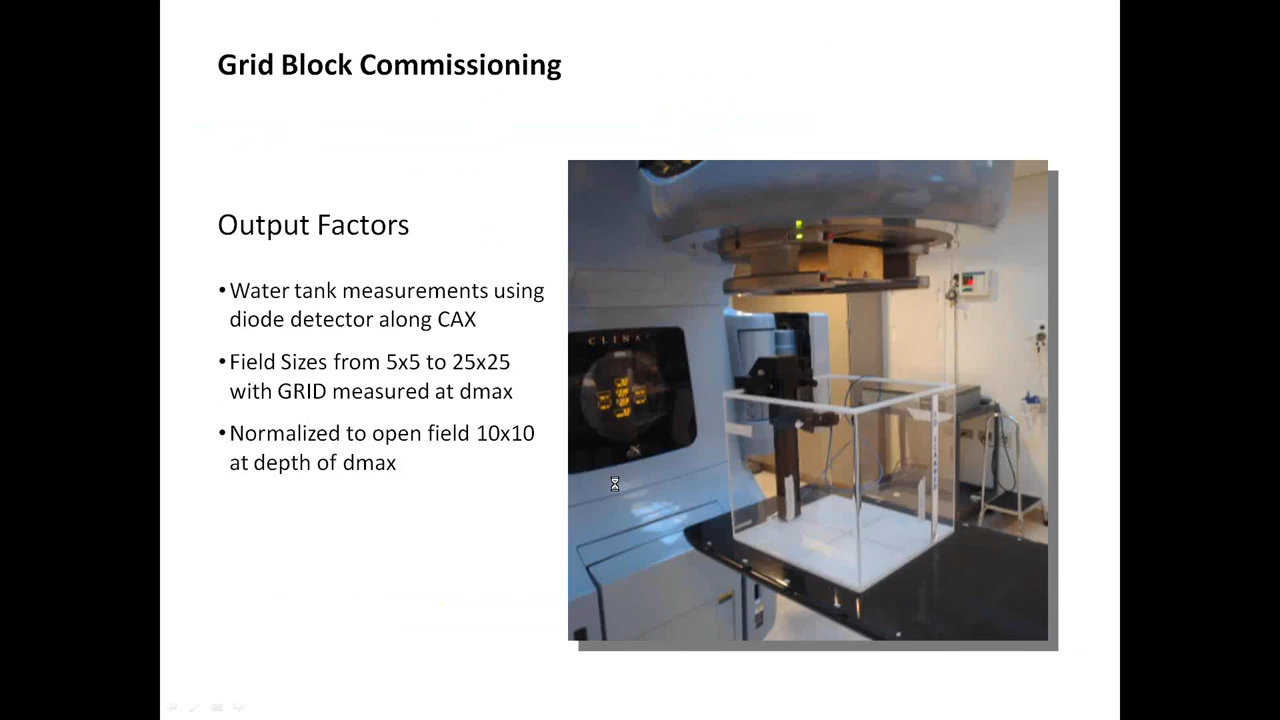 Grid Block Commissioning
Output Factors
•Water tank measurements using
diode detector along CAX
•Field Sizes from 5x5 to 25x25
with GRID measured at dmax
•Normalized to open field 10x10
at depth of dmax
CLINAC